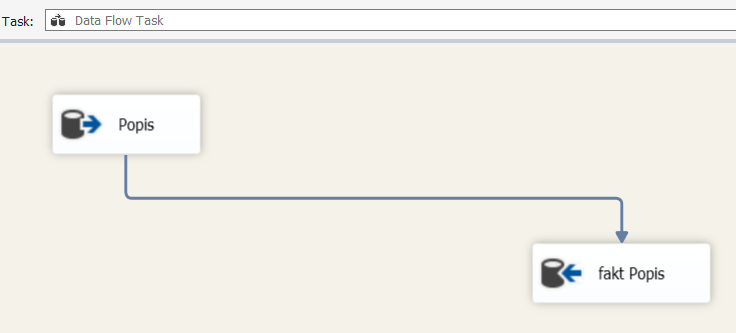 Task: Data Flow Task
Popis
fakt Popis